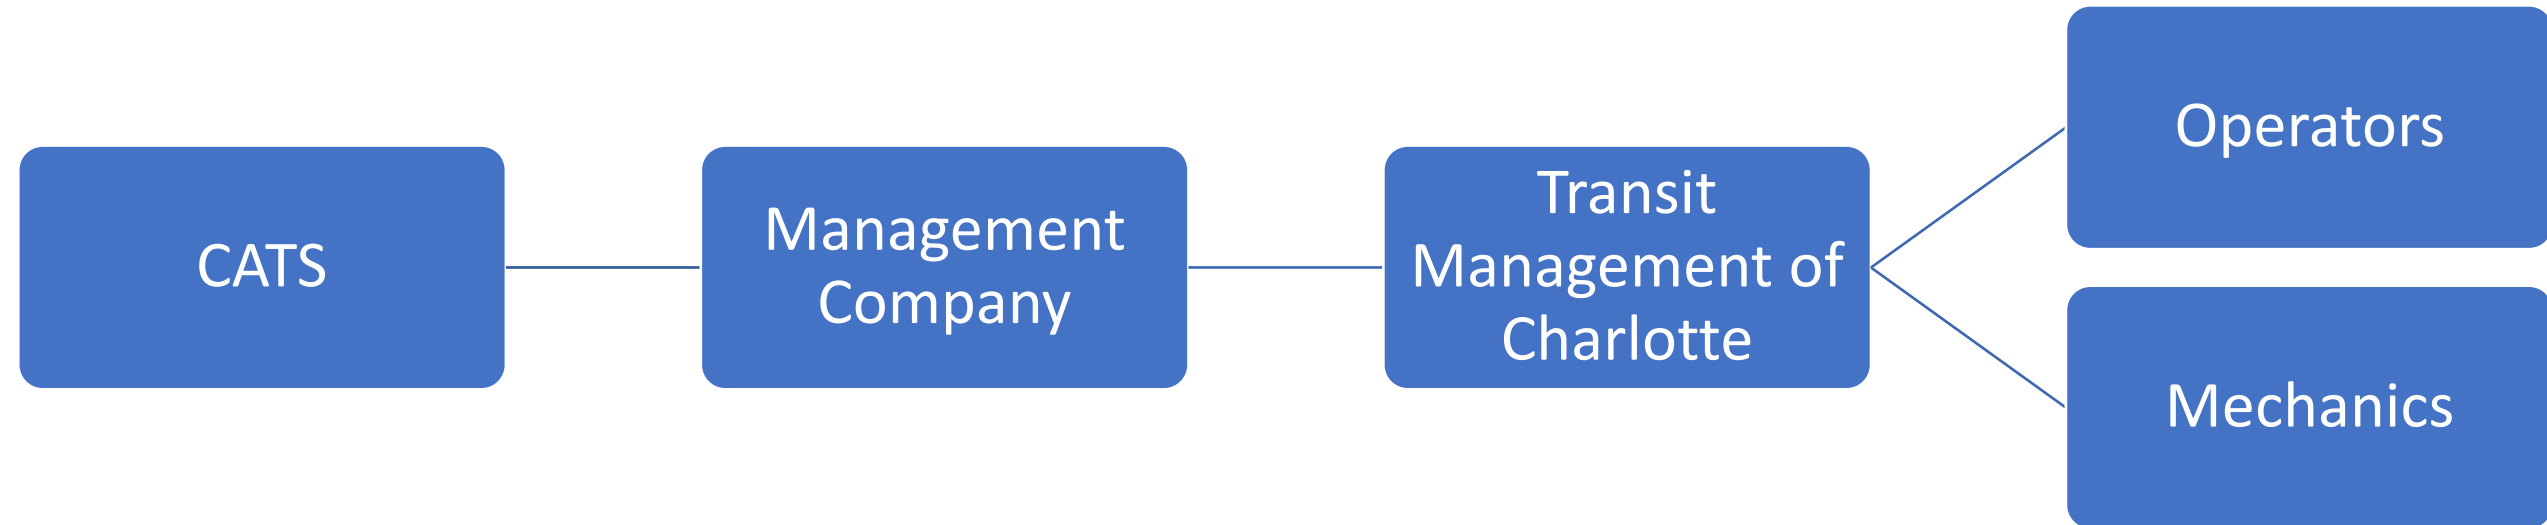 CATS
Management
Company
Transit
Management of
Charlotte
Operators
Mechanics